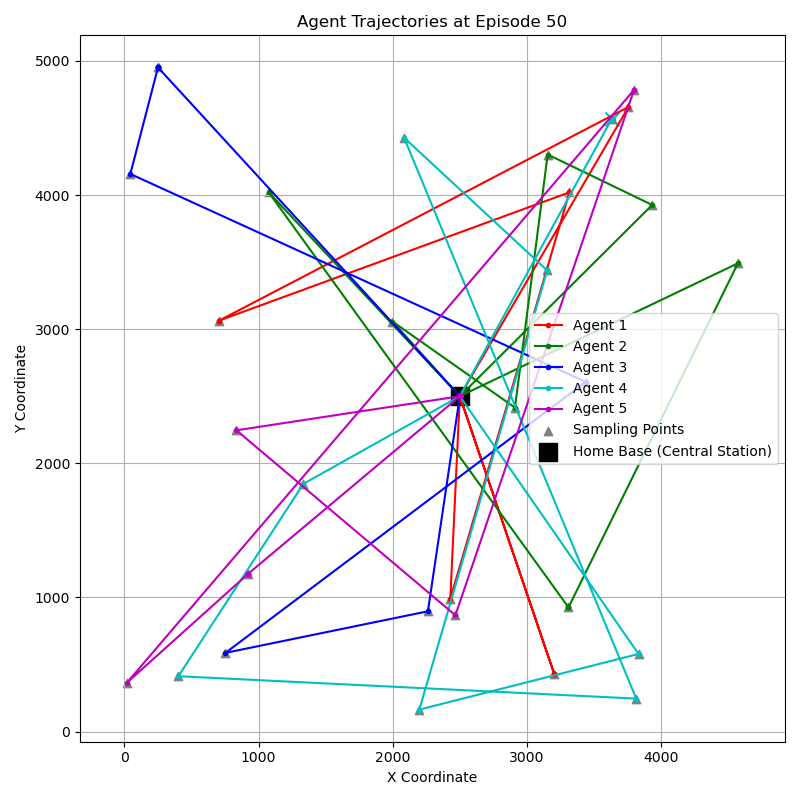 Agent Trajectories at Episode 50
5000
4000
3000
2000
1000
0
Y Coordinate
Agent 1
Agent 2
Agent 3
Agent 4
Agent 5
Sampling Points
Home Base (Central Station)
0 1000 2000 3000 4000
X Coordinate